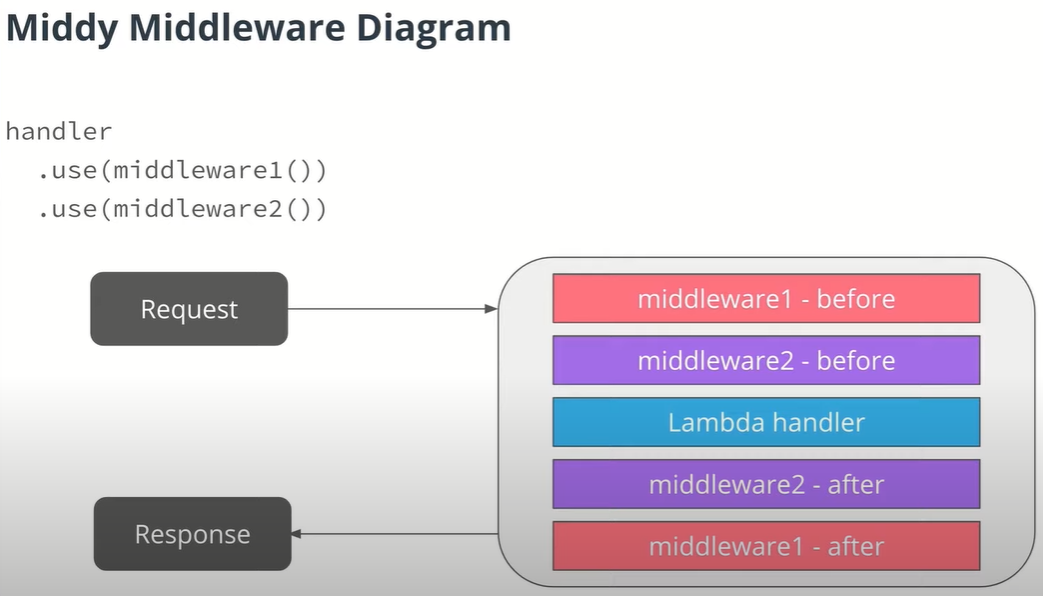 Middy Middleware Diagram
handler
.use(middleware1())
.use(middleware2())
Request
middleware1 - before
middleware2 - before
Lambda handler
middleware2 - after
Response
middleware1 - after